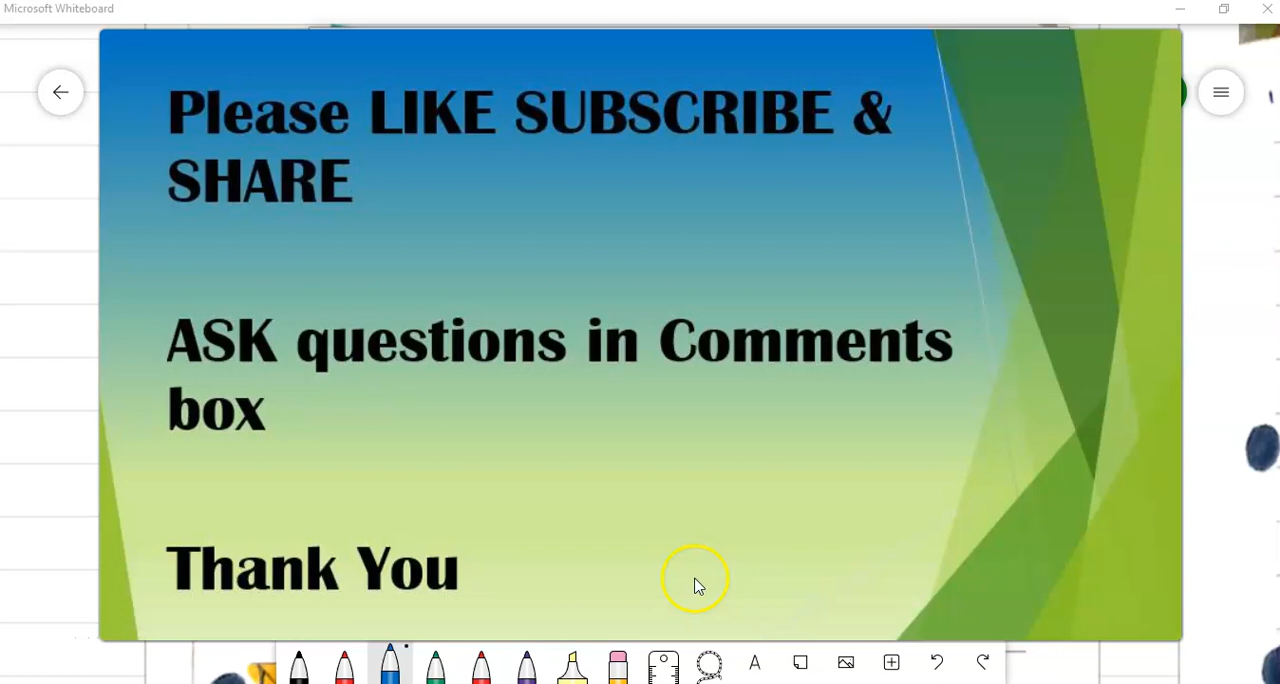 Microsoft Whiteboard
Please LIKE SUBSCRIBE &
SHARE
ASK questions in Comments
box
Thank You
A